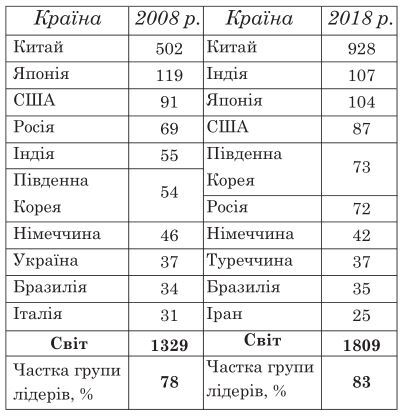 Країна 2008 р. Країна 2018 р.
Китай 502 Китай 928
Японія 119 Індія 107
США 91 Японія 104
Росія 69 США 87
Індія 55 Південна Корея 73
Південна Корея 54 Росія 72
Німеччина 46 Німеччина 42
Україна 37 Туреччина 37
Бразилія 34 Бразилія 35
Італія 31 Іран 25
Світ 1329 Світ 1809
Частка групи лідерів, % 78 Частка групи лідерів, % 83